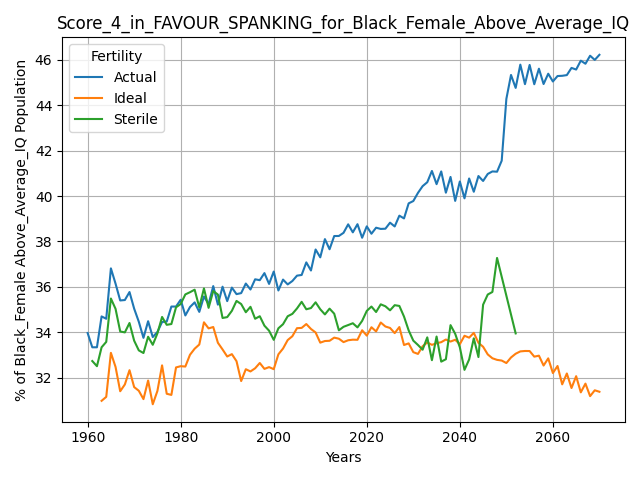 Score_4_in_FAVOUR_SPANKING_for_Black_Female_Above_Average_IQ
% of Black_Female Above_Average_IQ Population
46
44
42
40
38
36
34
32
Fertility
Actual
Ideal
Sterile
1960
1980
2000
2020
2040
2060
Years